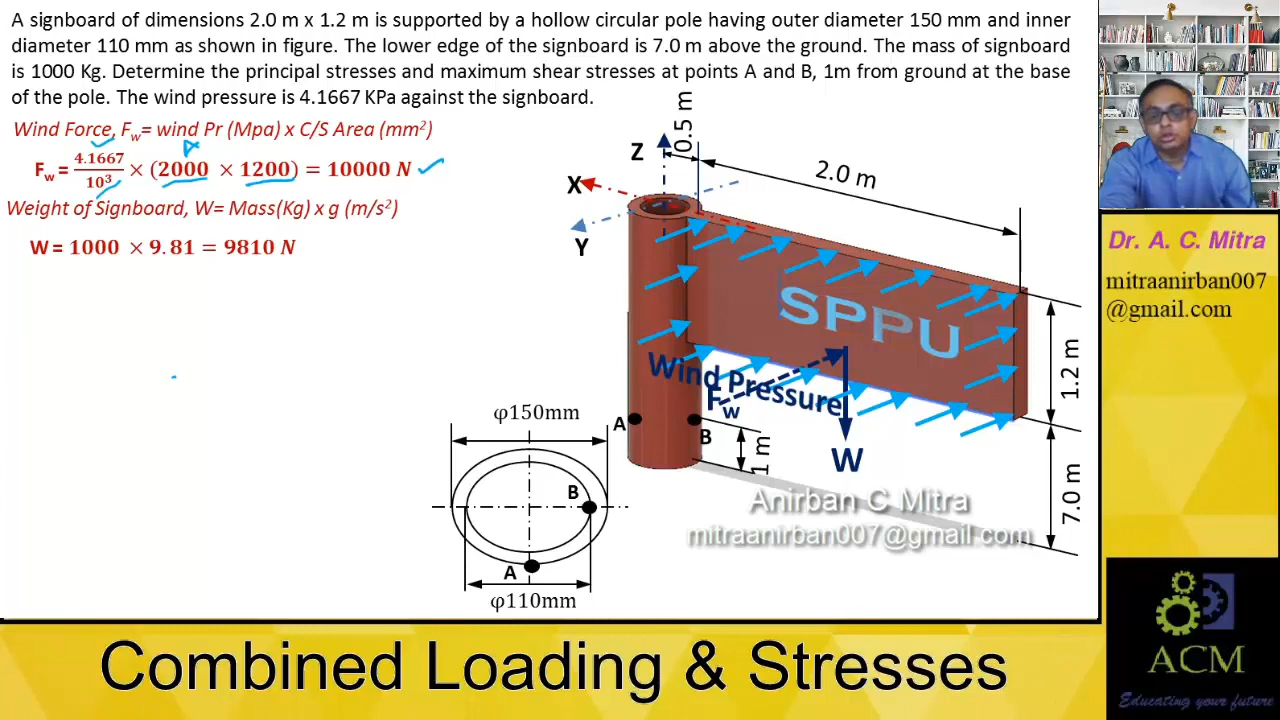 A signboard of dimensions 2.0 m x 1.2 m is supported by a hollow circular pole having outer diameter 150 mm and inner
diameter 110 mm as shown in figure. The lower edge of the signboard is 7.0 m above the ground. The mass of signboard
is 1000 Kg. Determine the principal stresses and maximum shear stresses at points A and B, 1m from ground at the base
of the pole. The wind pressure is 4.1667 KPa against the signboard.
Wind Force, Fw= wind Pr (Mpa) x C/S Area (mm²)
Fw = 4.1667/10³ × (2000 × 1200) = 10000 N
Weight of Signboard, W= Mass(Kg) x g (m/s²)
W = 1000 × 9.81 = 9810 N
0.5 m
Z
2.0 m
X
Y
SPPU
1.2 m
Wind Pressure
Fw
A
B
1 m
W
7.0 m
φ150mm
B
A
φ110mm
Anirban C Mitra
mitraanirban007@gmail.com
Dr. A. C. Mitra
mitraanirban007
@gmail.com
ACM
Educating your future
Combined Loading & Stresses